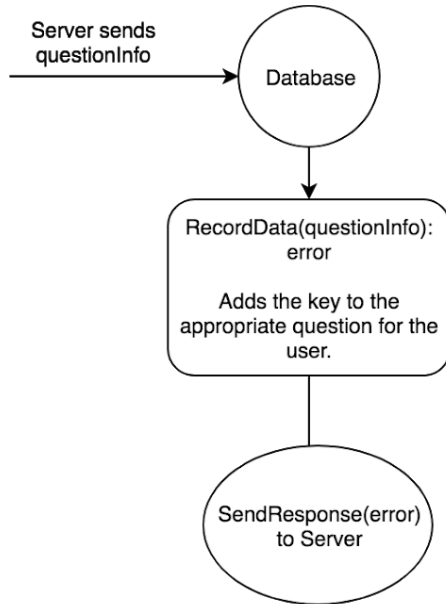 Server sends
questionInfo
Database
RecordData(questionInfo):
error
Adds the key to the
appropriate question for the
user.
SendResponse(error)
to Server